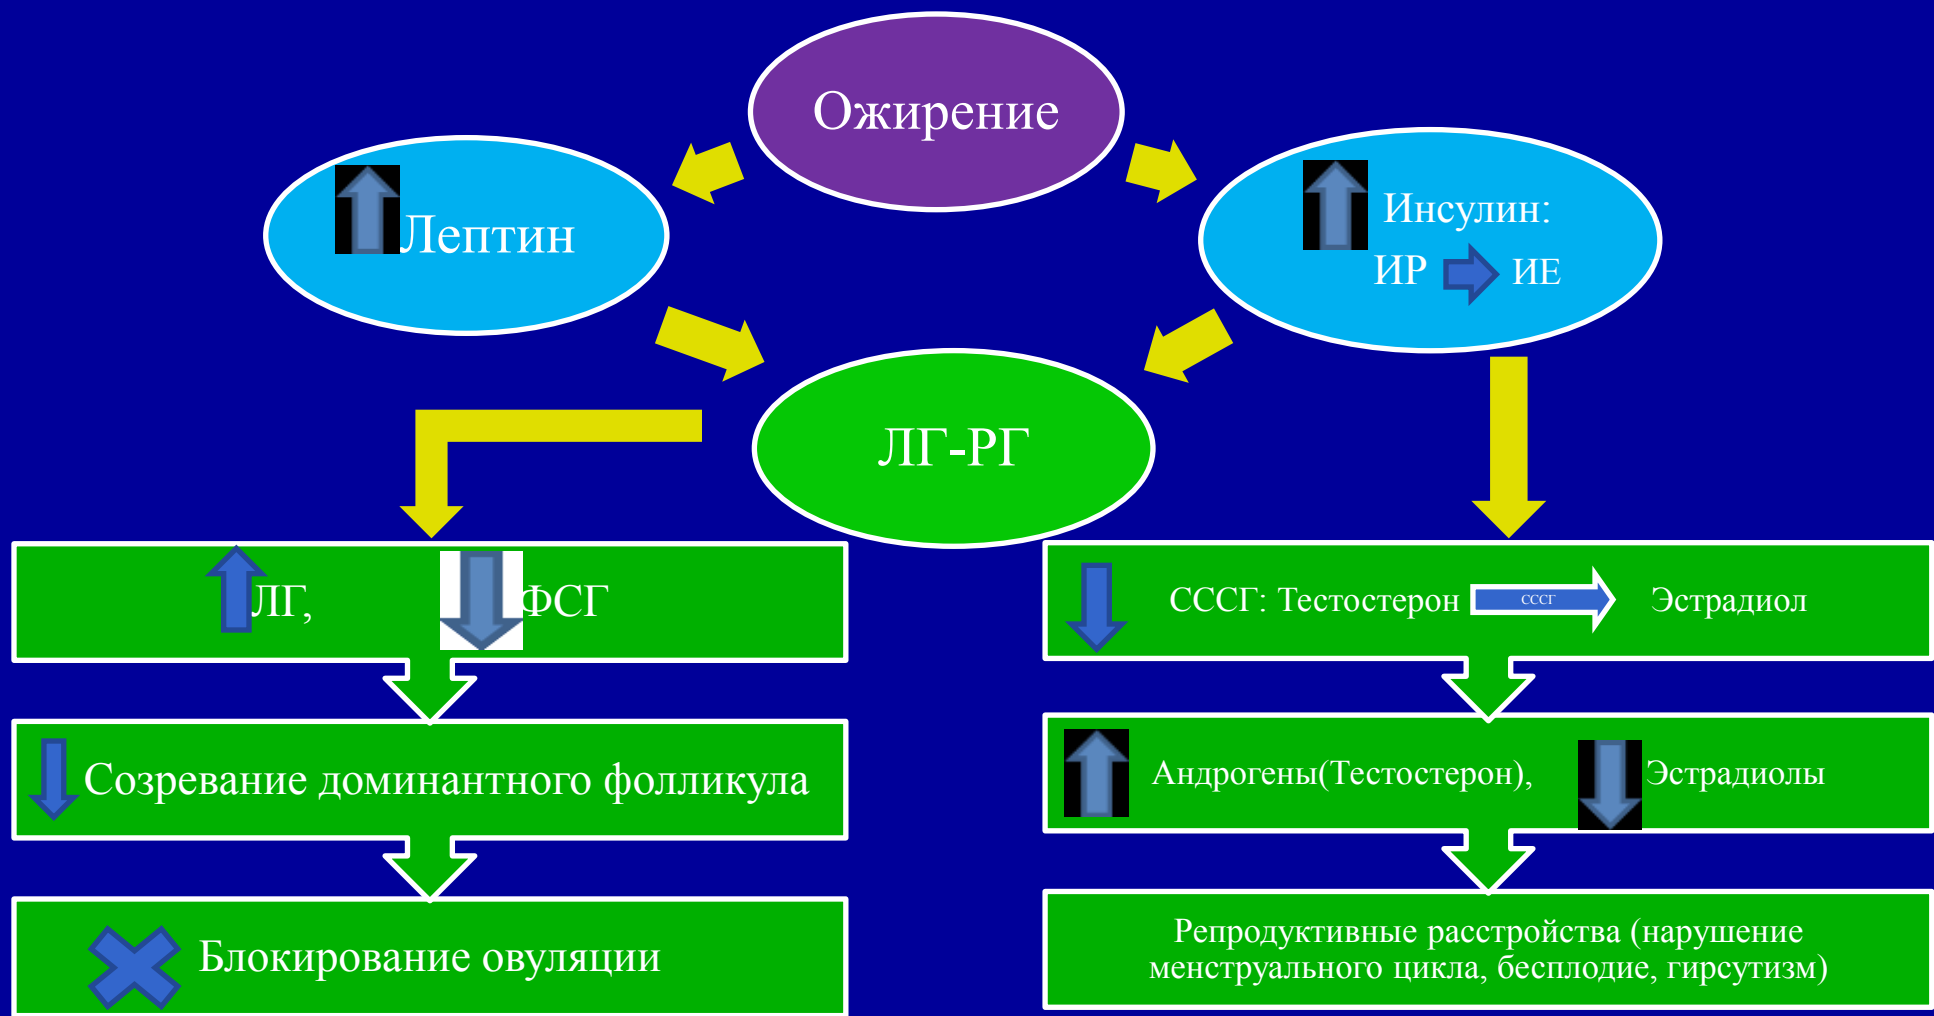 Ожирение
Лептин
Инсулин:
ИР ИЕ
ЛГ-РГ
ЛГ, ФСГ
Созревание доминантного фолликула
Блокирование овуляции
СССГ: Тестостерон СССГ Эстрадиол
Андрогены(Тестостерон), Эстрадиолы
Репродуктивные расстройства (нарушение
менструального цикла, бесплодие, гирсутизм)